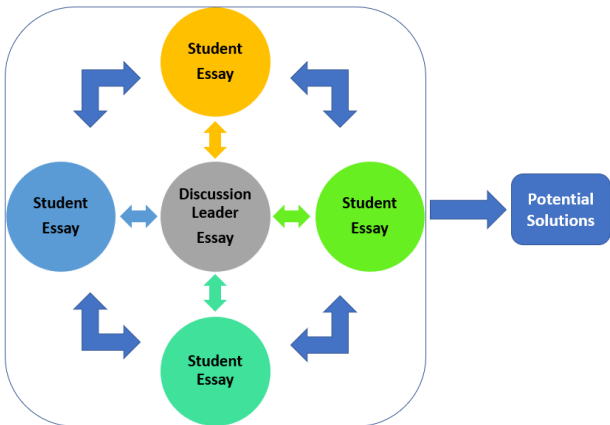 Student
Essay
Student
Essay
Discussion
Leader
Essay
Student
Essay
Potential
Solutions
Student
Essay